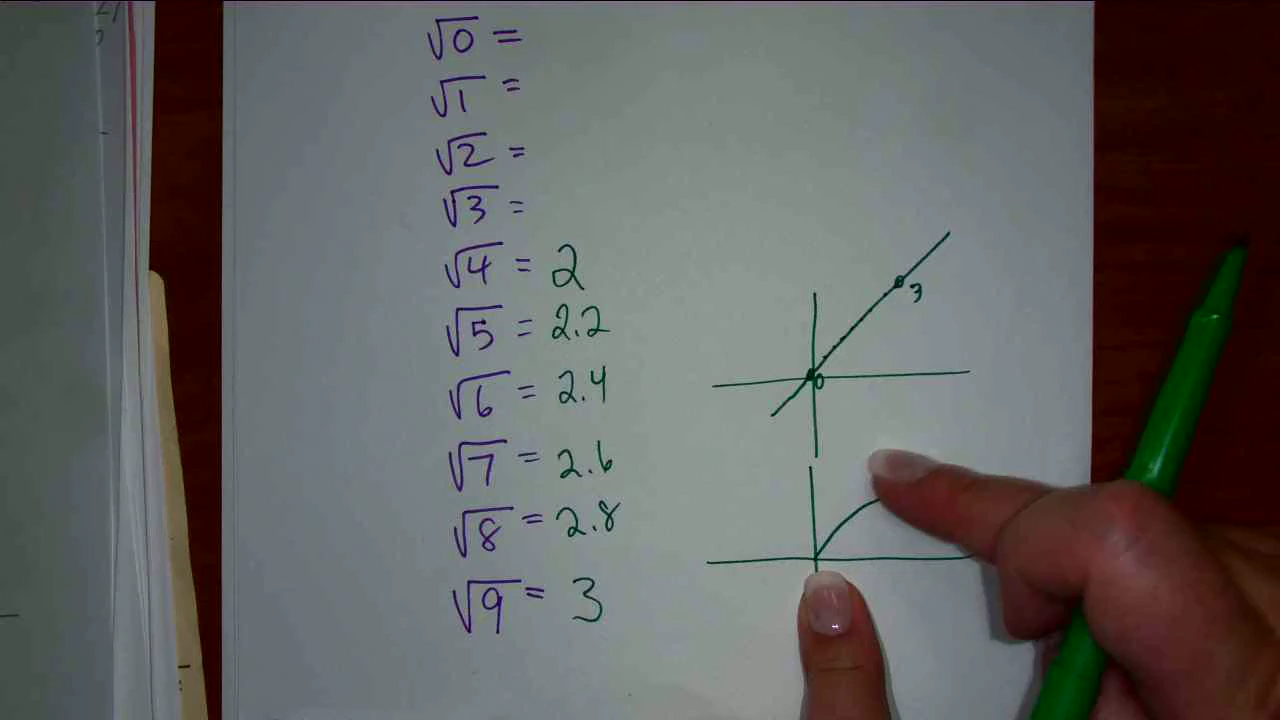 √0 =
√1 =
√2 =
√3 =
√4 = 2
√5 = 2.2
√6 = 2.4
√7 = 2.6
√8 = 2.8
√9 = 3
3
0